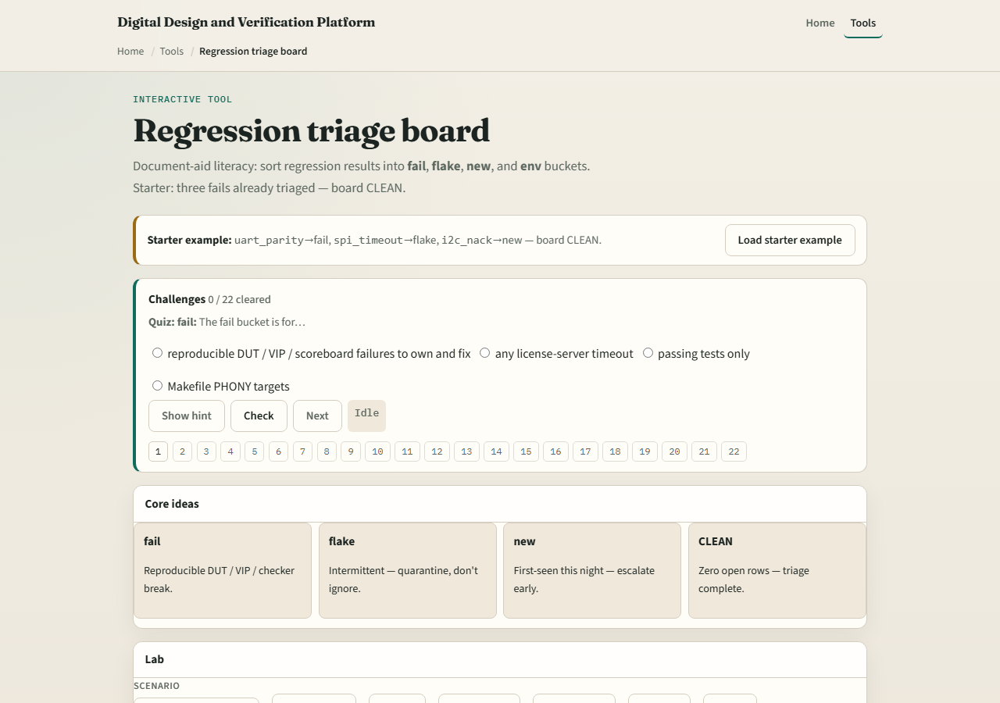 Digital Design and Verification Platform
Home Tools
Home / Tools / Regression triage board
INTERACTIVE TOOL
Regression triage board
Document-aid literacy: sort regression results into fail, flake, new, and env buckets.
Starter: three fails already triaged — board CLEAN.
Starter example: uart_parity→fail, spi_timeout→flake, i2c_nack→new — board CLEAN.
Load starter example
Challenges 0 / 22 cleared
Quiz: fail: The fail bucket is for…
reproducible DUT / VIP / scoreboard failures to own and fix any license-server timeout passing tests only
Makefile PHONY targets
Show hint Check Next Idle
1 2 3 4 5 6 7 8 9 10 11 12 13 14 15 16 17 18 19 20 21 22
Core ideas
fail
Reproducible DUT / VIP / checker
break.
flake
Intermittent — quarantine, don't
ignore.
new
First-seen this night — escalate
early.
CLEAN
Zero open rows — triage
complete.
Lab
SCENARIO